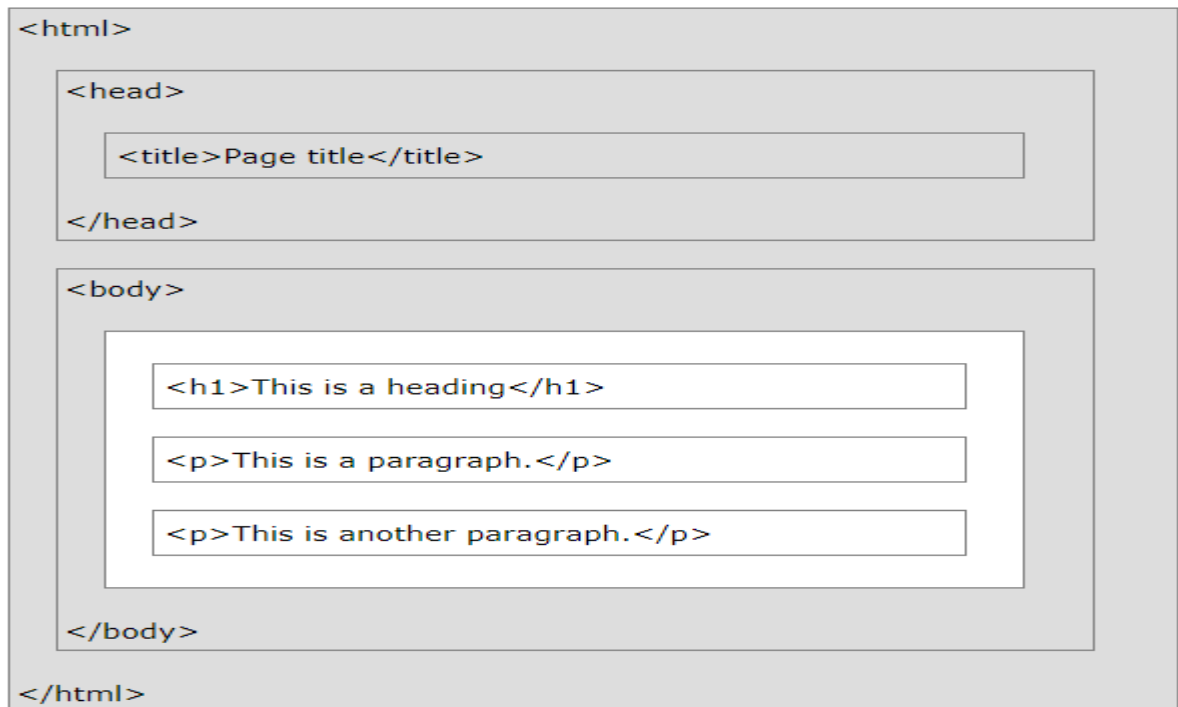 <html>
<head>
<title>Page title</title>
</head>
<body>
<h1>This is a heading</h1>
<p>This is a paragraph.</p>
<p>This is another paragraph.</p>
</body>
</html>